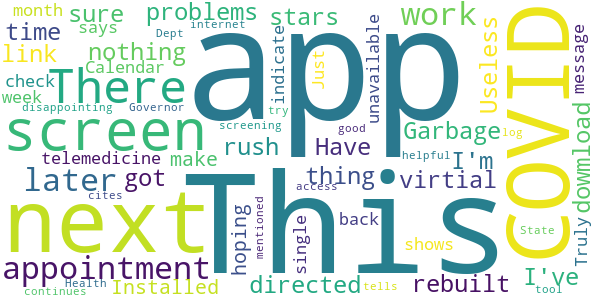 month
sure
problems
stars
work
time
says
Dept
internet
nothing
link
Calendar
There
app
indicate
Just
unavailable
Useless
COVID
message
check
week
disappointing
Governor
screening
try
good
log
screen
rush
Have
Garbage
download
telemedicine
make
helpful
I'm
later
got
This
thing
virtial
cites
access
next
hoping
mentioned
single
back
Truly
State
shows
appointment
directed
rebuilt
I've
Health
Installed
tells
tool
continues